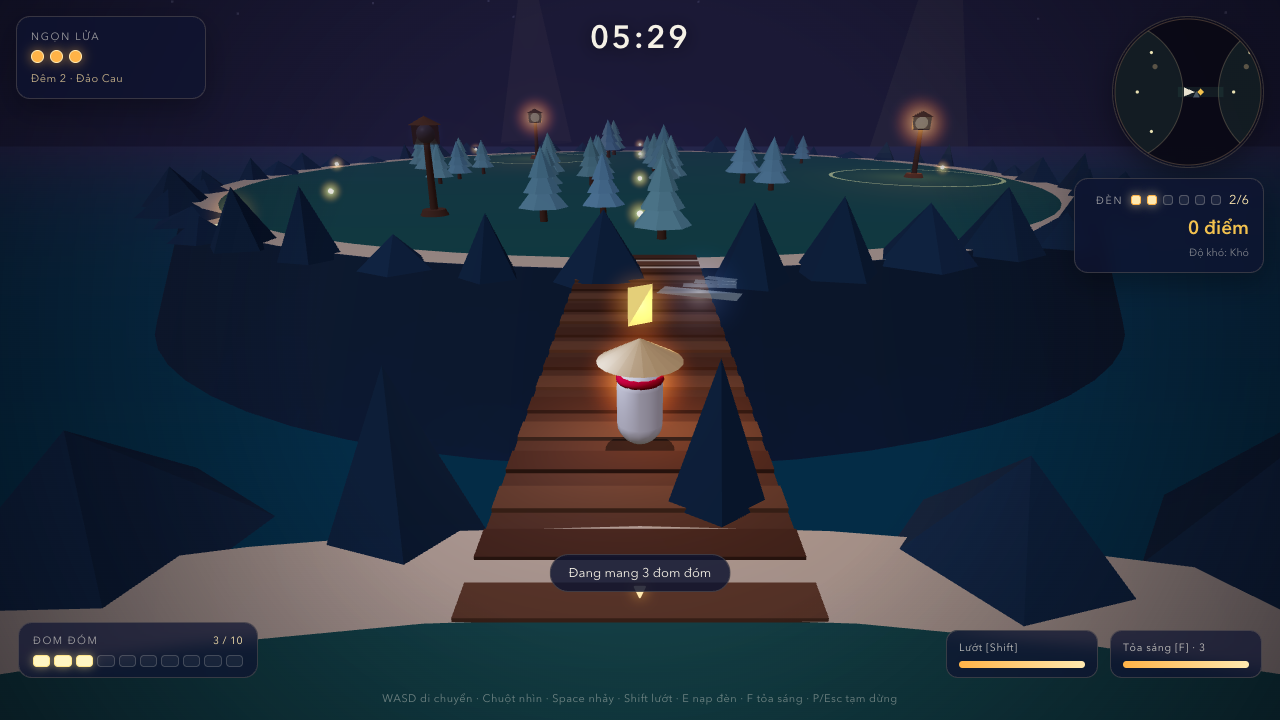 NGỌN LỬA
Đêm 2 · Đảo Cau
05:29
ĐÈN 2/6
0 điểm
Độ khó: Khó
Đang mang 3 đom đóm
ĐOM ĐÓM 3 / 10
Lướt [Shift]
Tỏa sáng [F] · 3
WASD di chuyển · Chuột nhìn · Space nhảy · Shift lướt · E nạp đèn · F tỏa sáng · P/Esc tạm dừng